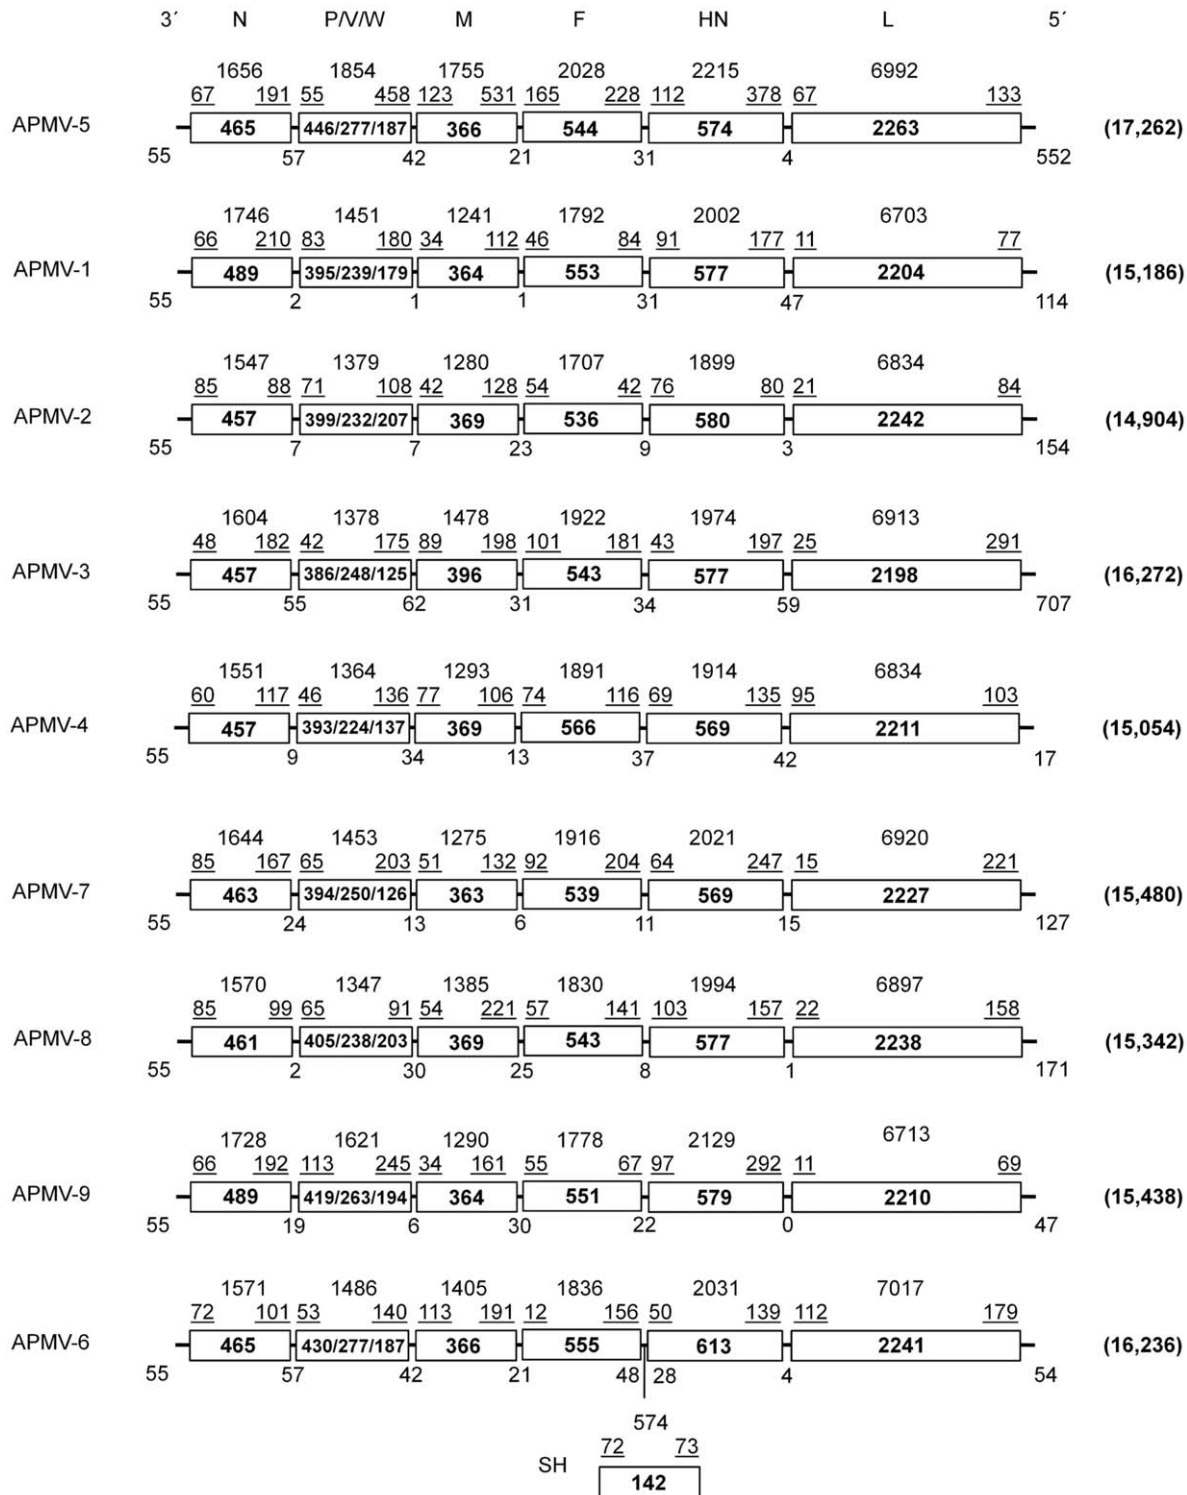 3´ N P/V/W M F HN L 5´
1656 1854 1755 2028 2215 6992
67 191 55 458 123 531 165 228 112 378 67 133
APMV-5 465 446/277/187 366 544 574 2263 (17,262)
55 57 42 21 31 4 552
1746 1451 1241 1792 2002 6703
66 210 83 180 34 112 46 84 91 177 11 77
APMV-1 489 395/239/179 364 553 577 2204 (15,186)
55 2 1 1 31 47 114
1547 1379 1280 1707 1899 6834
85 88 71 108 42 128 54 42 76 80 21 84
APMV-2 457 399/232/207 369 536 580 2242 (14,904)
55 7 7 23 9 3 154
1604 1378 1478 1922 1974 6913
48 182 42 175 89 198 101 181 43 197 25 291
APMV-3 457 386/248/125 396 543 577 2198 (16,272)
55 55 62 31 34 59 707
1551 1364 1293 1891 1914 6834
60 117 46 136 77 106 74 116 69 135 95 103
APMV-4 457 393/224/137 369 566 569 2211 (15,054)
55 9 34 13 37 42 17
1644 1453 1275 1916 2021 6920
85 167 65 203 51 132 92 204 64 247 15 221
APMV-7 463 394/250/126 363 539 569 2227 (15,480)
55 24 13 6 11 15 127
1570 1347 1385 1830 1994 6897
85 99 65 91 54 221 57 141 103 157 22 158
APMV-8 461 405/238/203 369 543 577 2238 (15,342)
55 2 30 25 8 1 171
1728 1621 1290 1778 2129 6713
66 192 113 245 34 161 55 67 97 292 11 69
APMV-9 489 419/263/194 364 551 579 2210 (15,438)
55 19 6 30 22 0 47
1571 1486 1405 1836 2031 7017
72 101 53 140 113 191 12 156 50 139 112 179
APMV-6 465 430/277/187 366 555 613 2241 (16,236)
55 57 42 21 48 28 4 54
574
72 73
SH 142